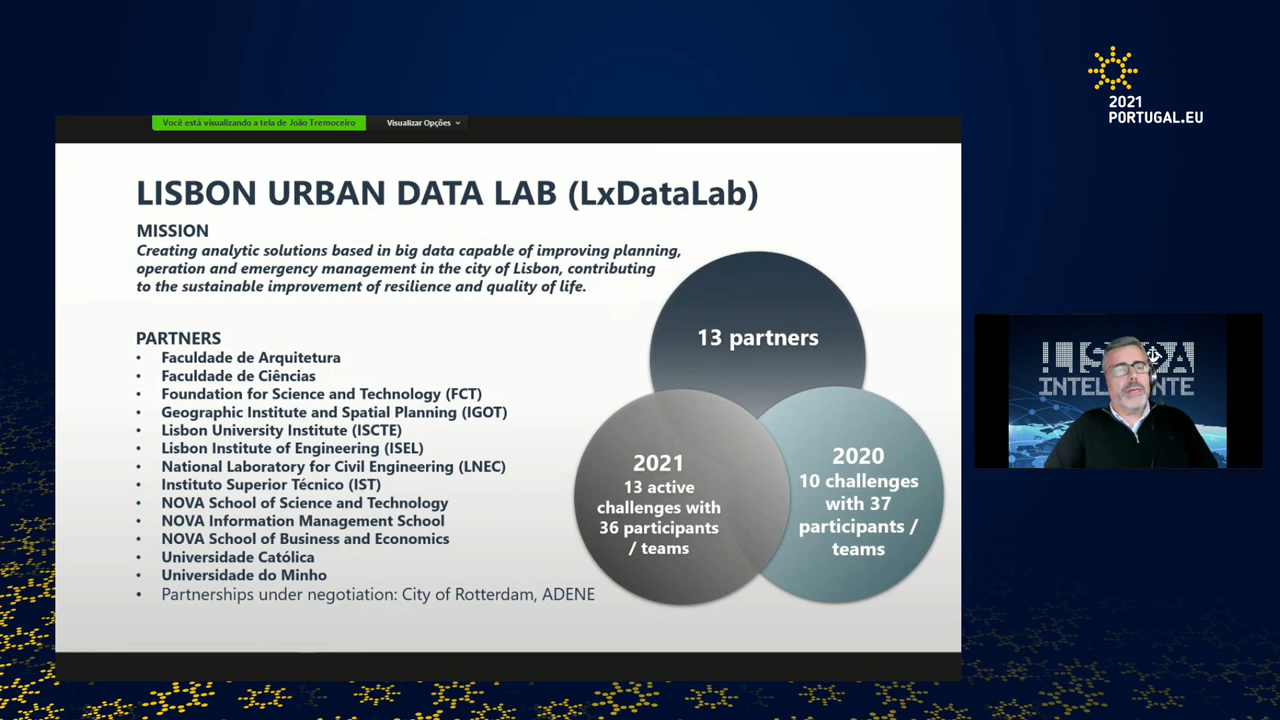 2021
PORTUGAL.EU
Você está visualizando a tela de João Tremoceiro
Visualizar Opções
LISBON URBAN DATA LAB (LxDataLab)
MISSION
Creating analytic solutions based in big data capable of improving planning,
operation and emergency management in the city of Lisbon, contributing
to the sustainable improvement of resilience and quality of life.
PARTNERS
• Faculdade de Arquitetura
• Faculdade de Ciências
• Foundation for Science and Technology (FCT)
• Geographic Institute and Spatial Planning (IGOT)
• Lisbon University Institute (ISCTE)
• Lisbon Institute of Engineering (ISEL)
• National Laboratory for Civil Engineering (LNEC)
• Instituto Superior Técnico (IST)
• NOVA School of Science and Technology
• NOVA Information Management School
• NOVA School of Business and Economics
• Universidade Católica
• Universidade do Minho
• Partnerships under negotiation: City of Rotterdam, ADENE
13 partners
2021
13 active
challenges with
36 participants
/ teams
2020
10 challenges
with 37
participants /
teams